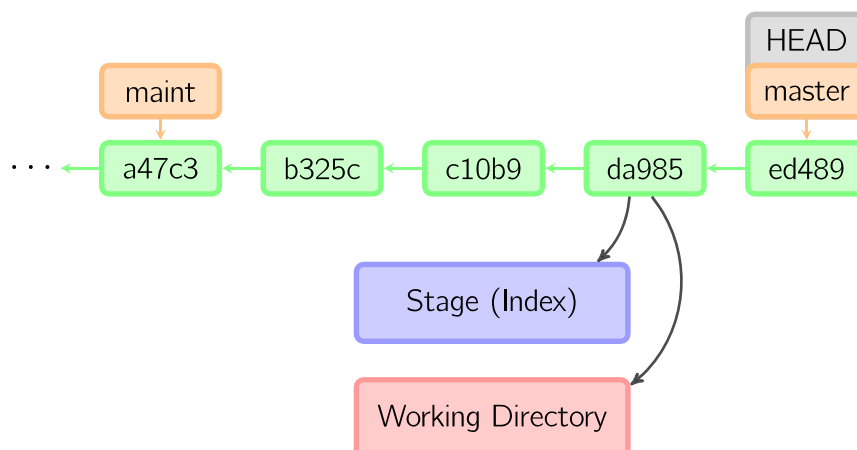 HEAD
maint
master
... a47c3 b325c c10b9 da985 ed489
Stage (Index)
Working Directory